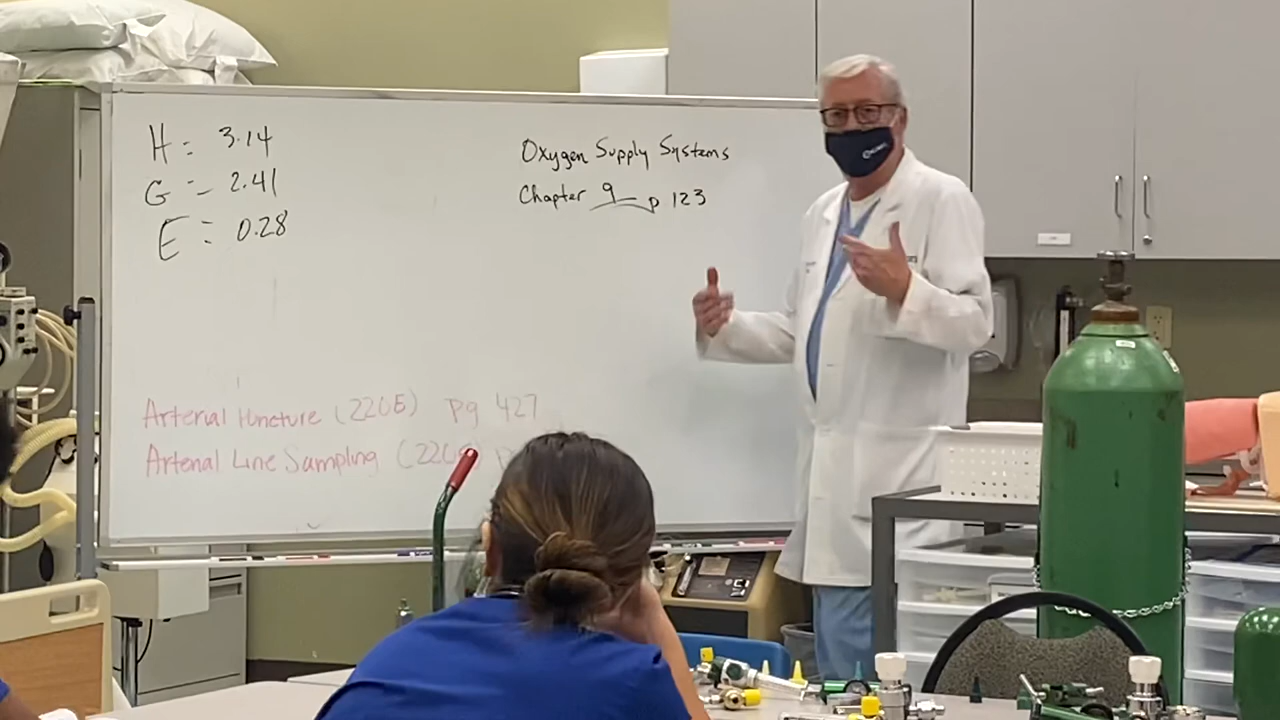 H = 3.14
G = 2.41
E = 0.28
Oxygen Supply Systems
Chapter 9 p 123
Arterial Puncture (220E) pg 427
Arterial Line Sampling